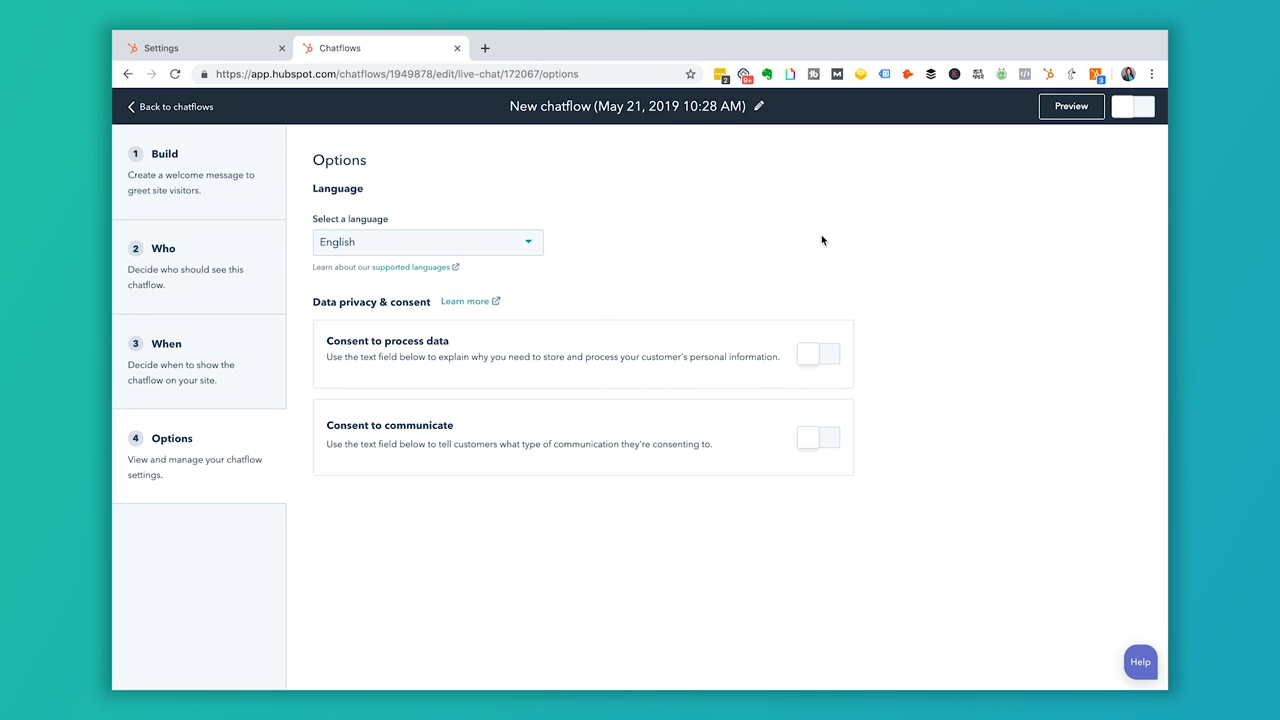 Settings
Chatflows
https://app.hubspot.com/chatflows/1949878/edit/live-chat/172067/options
2
9+
3
Back to chatflows
New chatflow (May 21, 2019 10:28 AM)
Preview
1 Build
Create a welcome message to
greet site visitors.
2 Who
Decide who should see this
chatflow.
3 When
Decide when to show the
chatflow on your site.
4 Options
View and manage your chatflow
settings.
Options
Language
Select a language
English
Learn about our supported languages
Data privacy & consent Learn more
Consent to process data
Use the text field below to explain why you need to store and process your customer's personal information.
Consent to communicate
Use the text field below to tell customers what type of communication they're consenting to.
Help